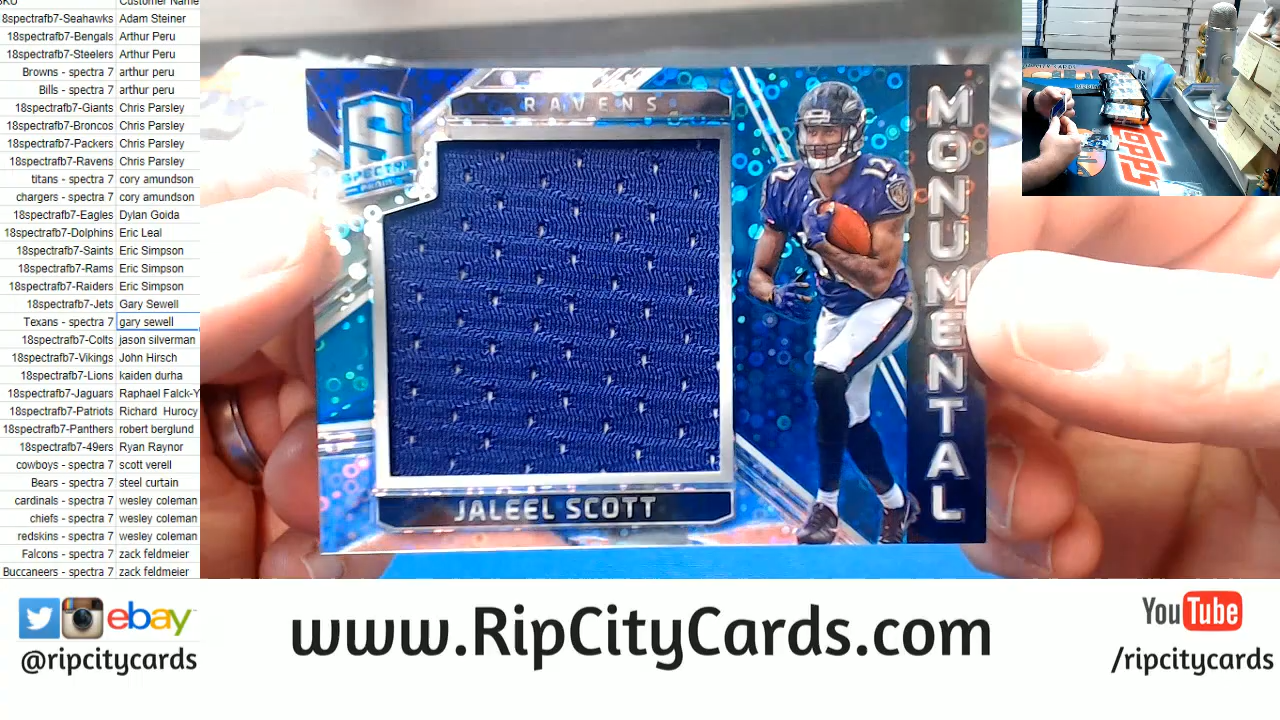 SKU Customer Name
18spectrafb7-Seahawks Adam Steiner
18spectrafb7-Bengals Arthur Peru
18spectrafb7-Steelers Arthur Peru
Browns - spectra 7 arthur peru
Bills - spectra 7 arthur peru
18spectrafb7-Giants Chris Parsley
18spectrafb7-Broncos Chris Parsley
18spectrafb7-Packers Chris Parsley
18spectrafb7-Ravens Chris Parsley
titans - spectra 7 cory amundson
chargers - spectra 7 cory amundson
18spectrafb7-Eagles Dylan Goida
18spectrafb7-Dolphins Eric Leal
18spectrafb7-Saints Eric Simpson
18spectrafb7-Rams Eric Simpson
18spectrafb7-Raiders Eric Simpson
18spectrafb7-Jets Gary Sewell
Texans - spectra 7 gary sewell
18spectrafb7-Colts jason silverman
18spectrafb7-Vikings John Hirsch
18spectrafb7-Lions kaiden durha
18spectrafb7-Jaguars Raphael Falck-Y
18spectrafb7-Patriots Richard Hurocy
18spectrafb7-Panthers robert berglund
18spectrafb7-49ers Ryan Raynor
cowboys - spectra 7 scott verell
Bears - spectra 7 steel curtain
cardinals - spectra 7 wesley coleman
chiefs - spectra 7 wesley coleman
redskins - spectra 7 wesley coleman
Falcons - spectra 7 zack feldmeier
Buccaneers - spectra 7 zack feldmeier
RAVENS
S
SPECTRA
MONUMENTAL
JALEEL SCOTT
topps
ebay
@ripcitycards
www.RipCityCards.com
YouTube
/ripcitycards